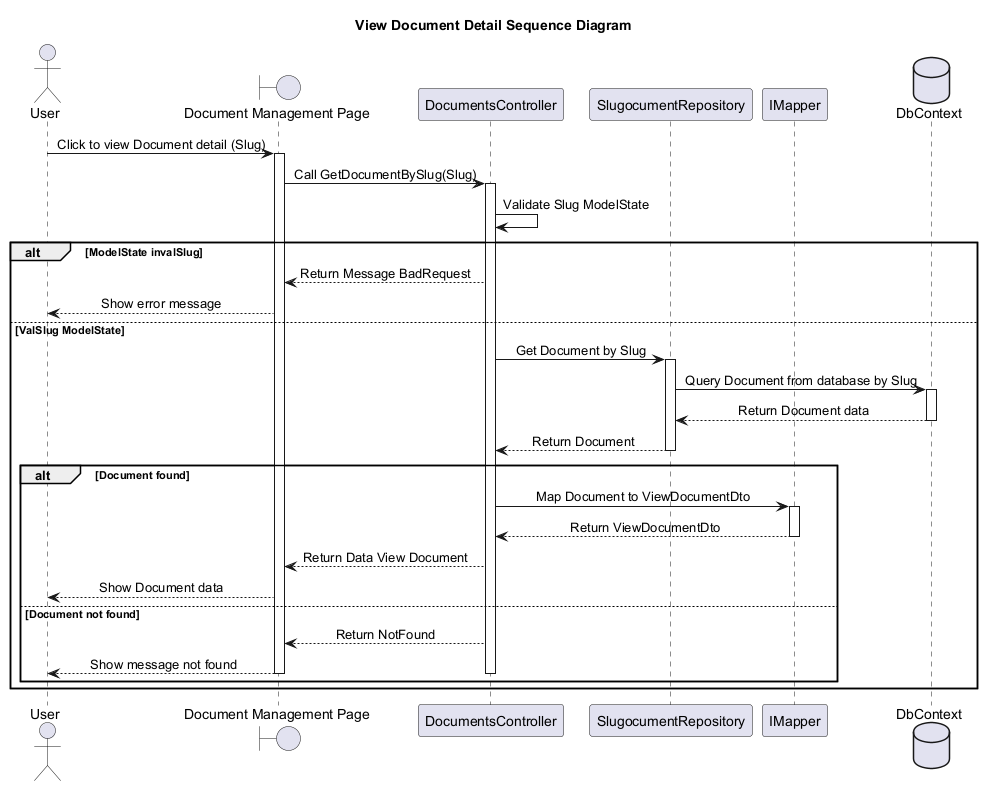 View Document Detail Sequence Diagram
User
Document Management Page
DocumentsController
SlugocumentRepository
IMapper
DbContext
Click to view Document detail (Slug)
Call GetDocumentBySlug(Slug)
Validate Slug ModelState
alt [ModelState invalSlug]
Return Message BadRequest
Show error message
[ValSlug ModelState]
Get Document by Slug
Query Document from database by Slug
Return Document data
Return Document
alt [Document found]
Map Document to ViewDocumentDto
Return ViewDocumentDto
Return Data View Document
Show Document data
[Document not found]
Return NotFound
Show message not found
User
Document Management Page
DocumentsController
SlugocumentRepository
IMapper
DbContext